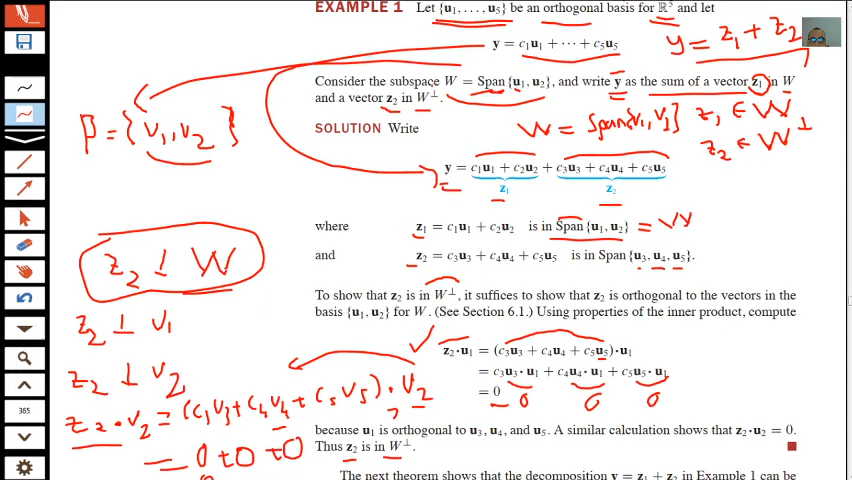 EXAMPLE 1 Let {u₁, . . . , u₅} be an orthogonal basis for ℝ⁵ and let
y = z₁ + z₂
y = c₁u₁ + ··· + c₅u₅
Consider the subspace W = Span {u₁, u₂}, and write y as the sum of a vector z₁ in W
and a vector z₂ in W⊥.
β = { v₁, v₂ }
W = Span{v₁, v₂} z₁ ∈ W
z₂ ∈ W⊥
SOLUTION Write
y = c₁u₁ + c₂u₂ + c₃u₃ + c₄u₄ + c₅u₅
z₁ z₂
where z₁ = c₁u₁ + c₂u₂ is in Span {u₁, u₂} = W
and z₂ = c₃u₃ + c₄u₄ + c₅u₅ is in Span {u₃, u₄, u₅}.
z₂ ⊥ W
To show that z₂ is in W⊥, it suffices to show that z₂ is orthogonal to the vectors in the
basis {u₁, u₂} for W. (See Section 6.1.) Using properties of the inner product, compute
z₂ ⊥ v₁
z₂·u₁ = (c₃u₃ + c₄u₄ + c₅u₅)·u₁
= c₃u₃·u₁ + c₄u₄·u₁ + c₅u₅·u₁
= 0
0 0 0
z₂ ⊥ v₂
z₂·v₂ = (c₃v₃ + c₄v₄ + c₅v₅)·v₂
= 0 + 0 + 0
because u₁ is orthogonal to u₃, u₄, and u₅. A similar calculation shows that z₂·u₂ = 0.
Thus z₂ is in W⊥.
The next theorem shows that the decomposition y = z₁ + z₂ in Example 1 can be
365